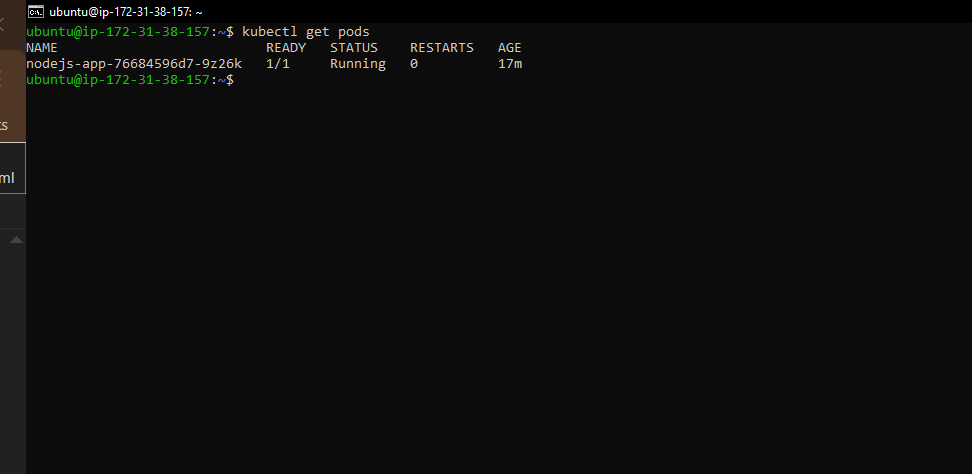 ubuntu@ip-172-31-38-157: ~
ubuntu@ip-172-31-38-157:~$ kubectl get pods
NAME READY STATUS RESTARTS AGE
nodejs-app-76684596d7-9z26k 1/1 Running 0 17m
ubuntu@ip-172-31-38-157:~$
ts
ml